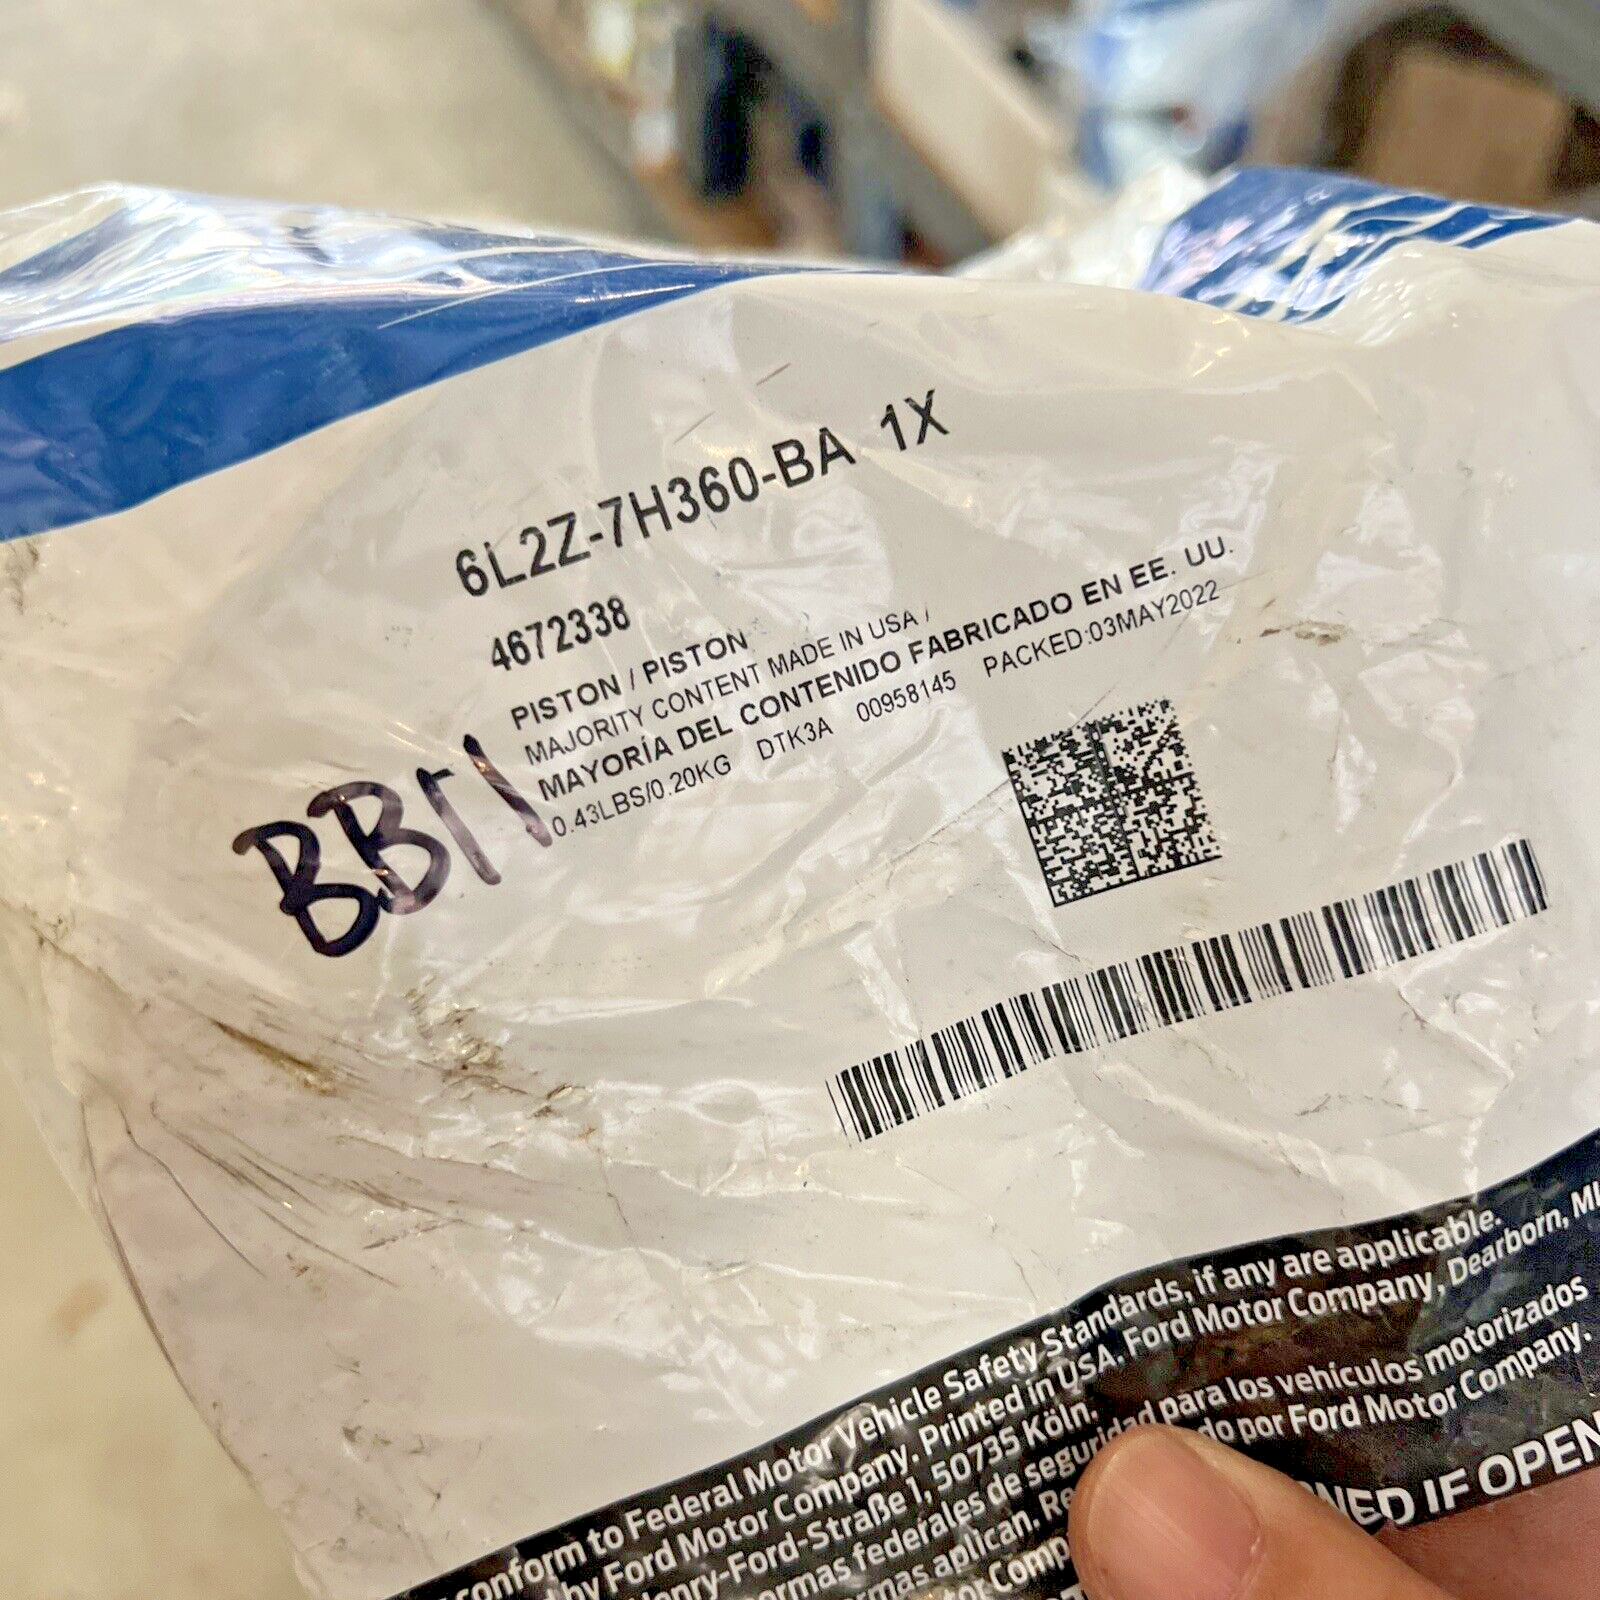 6L2Z-7H360-BA 1X
4672338
PISTON / PISTON
MAJORITY CONTENT MADE IN USA /
MAYORÍA DEL CONTENIDO FABRICADO EN EE. UU.
0.43LBS/0.20KG DTK3A 00958145 PACKED:03MAY2022
conform to Federal Motor Vehicle Safety Standards, if any are applicable.
by Ford Motor Company. Printed in USA. Ford Motor Company, Dearborn, MI
Henry-Ford-Straße 1, 50735 Köln.
normas federales de seguridad para los vehículos motorizados
aplican. do por Ford Motor Company.
IF OPEN